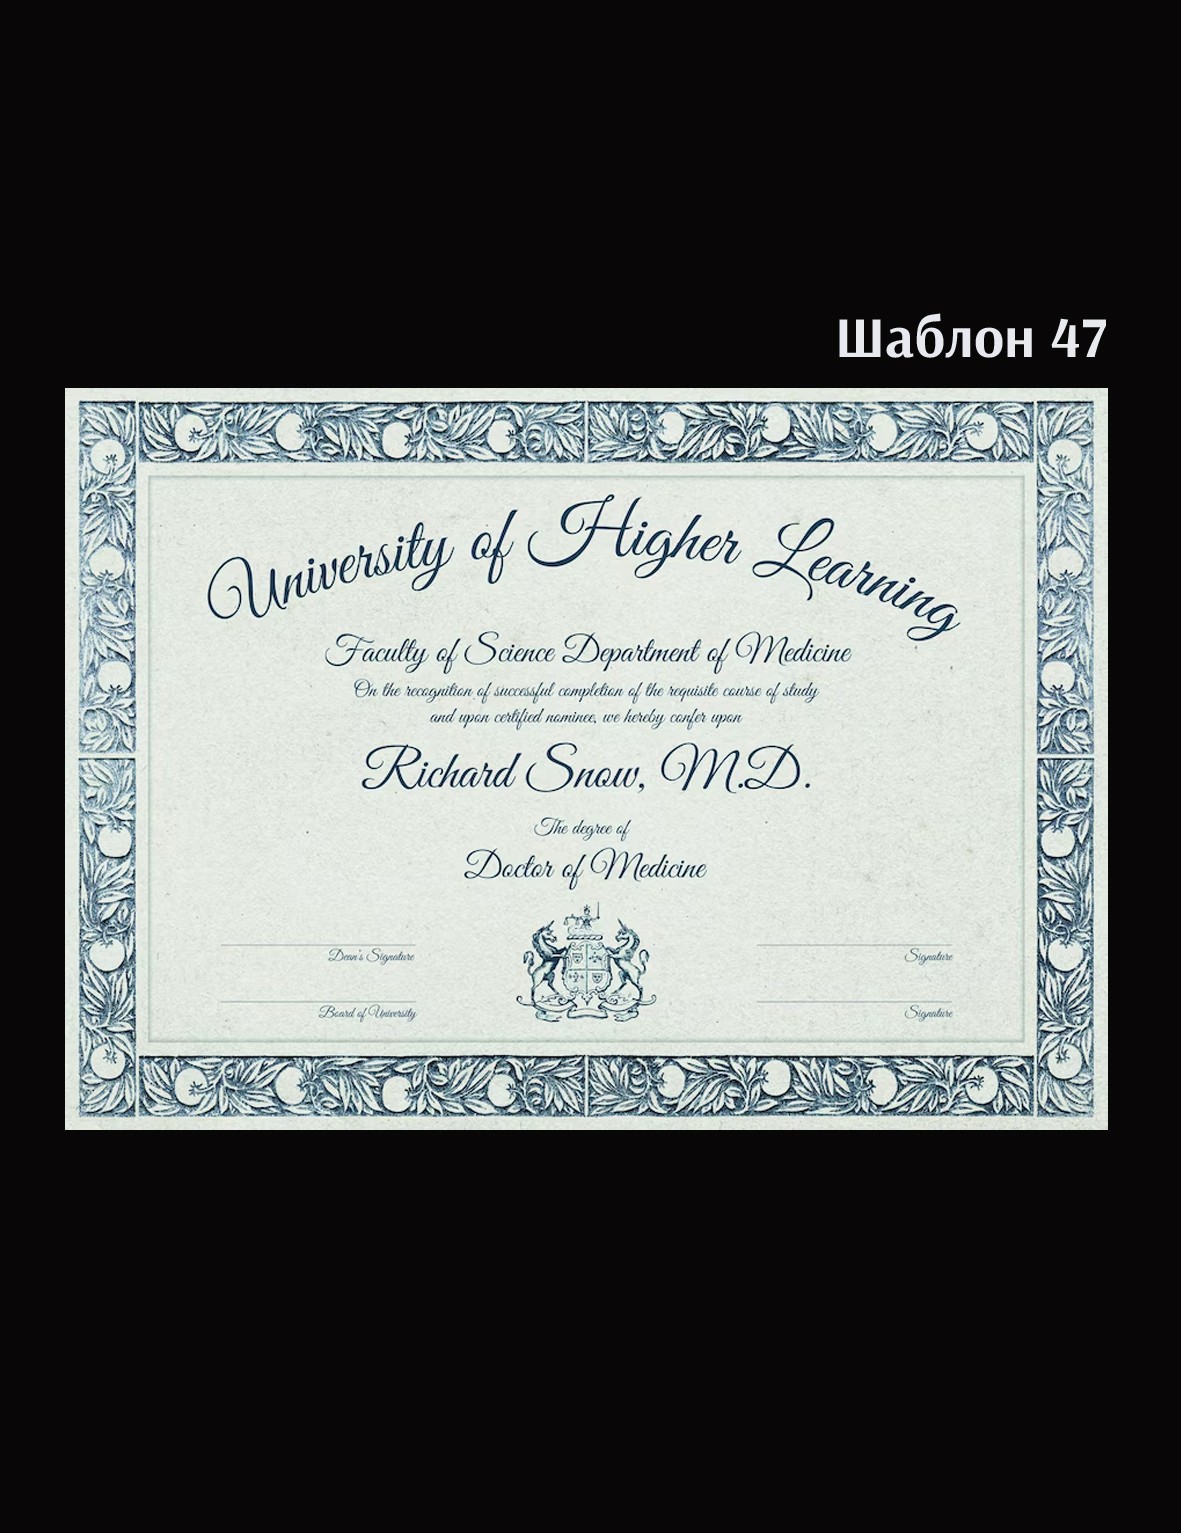 Шаблон 47
University of Higher Learning
Faculty of Science Department of Medicine
On the recognition of successful completion of the requisite course of study
and upon certified nominee, we hereby confer upon
Richard Snow, M.D.
The degree of
Doctor of Medicine
Dean's Signature
Signature
Board of University
Signature